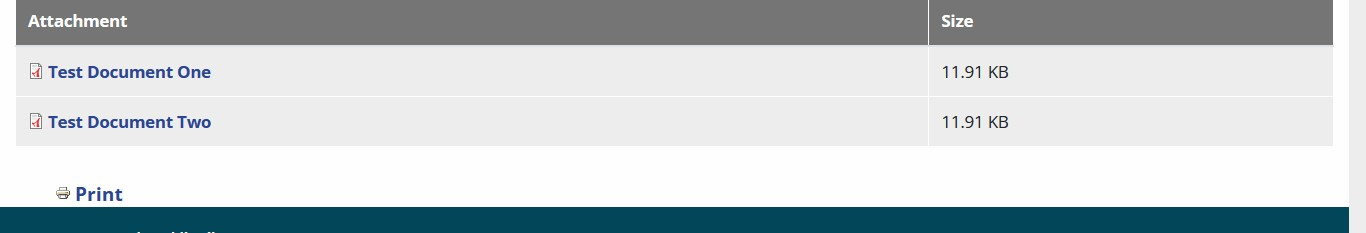 Attachment Size
Test Document One 11.91 KB
Test Document Two 11.91 KB
Print